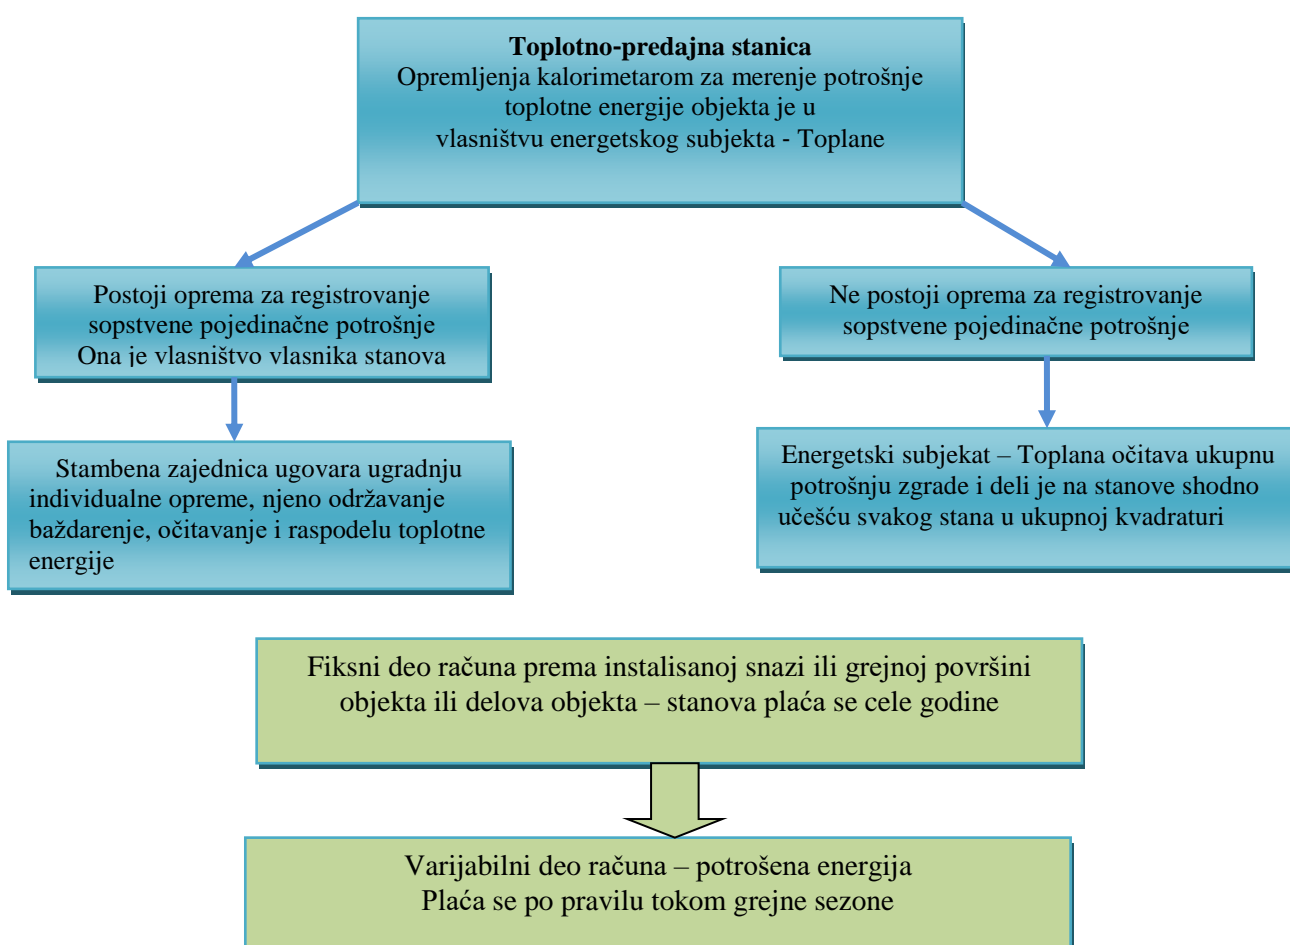 Toplotno-predajna stanica
Opremljenja kalorimetarom za merenje potrošnje
toplotne energije objekta je u
vlasništvu energetskog subjekta - Toplane
Postoji oprema za registrovanje
sopstvene pojedinačne potrošnje
Ona je vlasništvo vlasnika stanova
Ne postoji oprema za registrovanje
sopstvene pojedinačne potrošnje
Stambena zajednica ugovara ugradnju
individualne opreme, njeno održavanje
baždarenje, očitavanje i raspodelu toplotne
energije
Energetski subjekat – Toplana očitava ukupnu
potrošnju zgrade i deli je na stanove shodno
učešću svakog stana u ukupnoj kvadraturi
Fiksni deo računa prema instalisanoj snazi ili grejnoj površini
objekta ili delova objekta – stanova plaća se cele godine
Varijabilni deo računa – potrošena energija
Plaća se po pravilu tokom grejne sezone